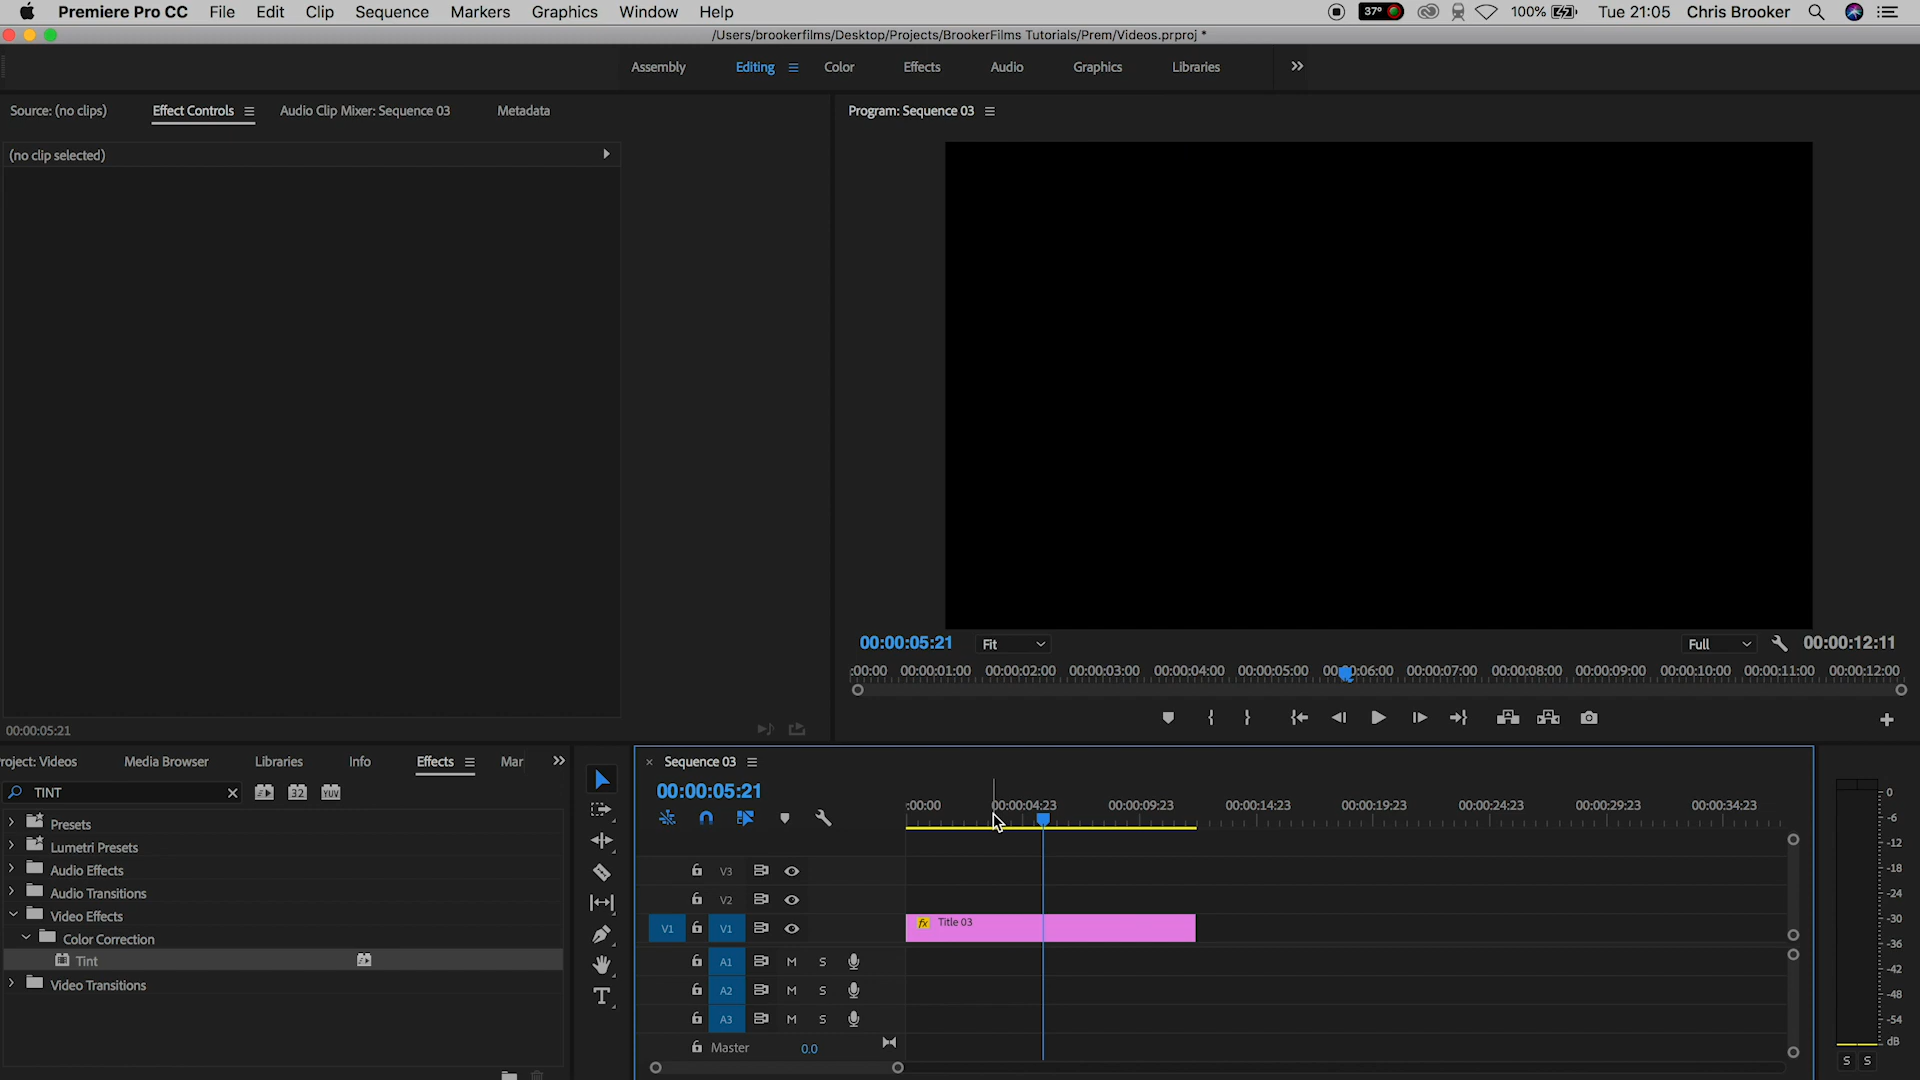 Premiere Pro CC File Edit Clip Sequence Markers Graphics Window Help 37° 100% Tue 21:05 Chris Brooker
/Users/brookerfilms/Desktop/Projects/BrookerFilms Tutorials/Prem/Videos.prproj *
Assembly Editing Color Effects Audio Graphics Libraries
Source: (no clips) Effect Controls Audio Clip Mixer: Sequence 03 Metadata
Program: Sequence 03
(no clip selected)
00:00:05:21 Fit Full 00:00:12:11
:00:00 00:00:01:00 00:00:02:00 00:00:03:00 00:00:04:00 00:00:05:00 00:00:06:00 00:00:07:00 00:00:08:00 00:00:09:00 00:00:10:00 00:00:11:00 00:00:12:00
00:00:05:21
roject: Videos Media Browser Libraries Info Effects Mar
Sequence 03
TINT 32 YUV
00:00:05:21
:00:00 00:00:04:23 00:00:09:23 00:00:14:23 00:00:19:23 00:00:24:23 00:00:29:23 00:00:34:23
Presets
Lumetri Presets
Audio Effects
Audio Transitions
Video Effects
Color Correction
Tint
Video Transitions
V3
V2
V1 V1 fx Title 03
A1 M S
A2 M S
A3 M S
Master 0.0
0
-6
-12
-18
-24
-30
-36
-42
-48
-54
dB
S S